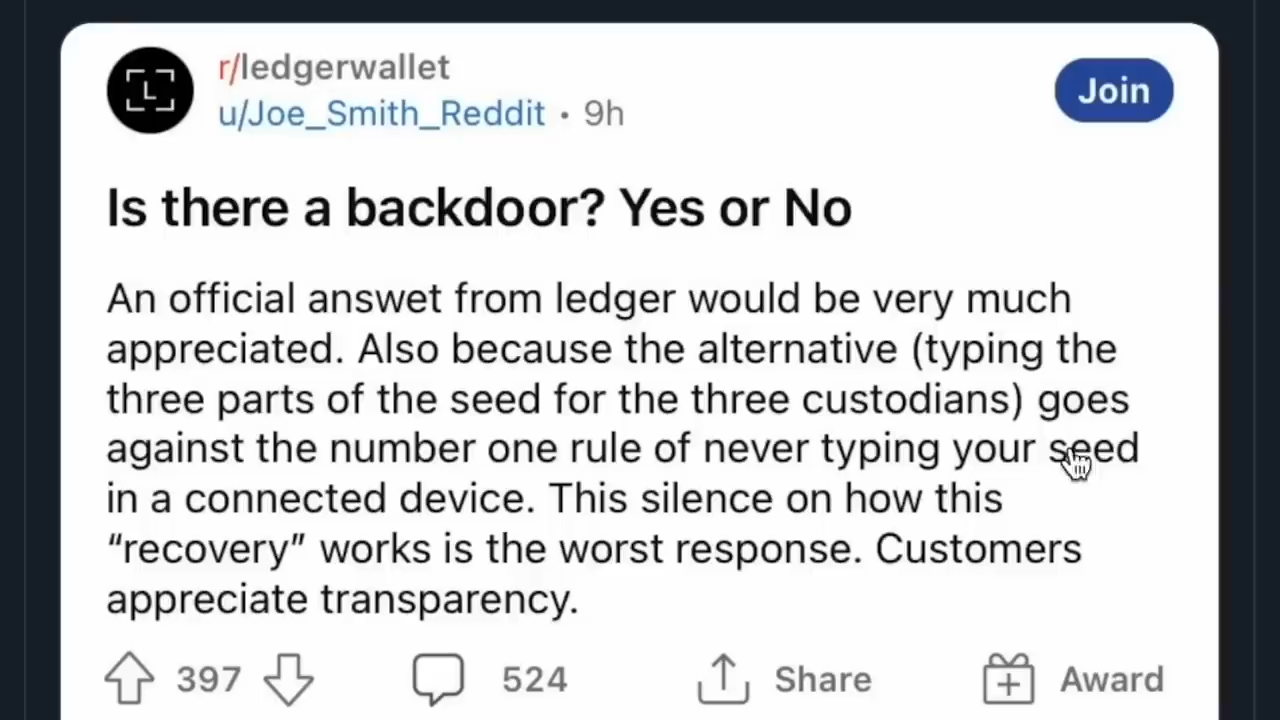 r/ledgerwallet
u/Joe_Smith_Reddit • 9h
Join
L
Is there a backdoor? Yes or No
An official answet from ledger would be very much
appreciated. Also because the alternative (typing the
three parts of the seed for the three custodians) goes
against the number one rule of never typing your seed
in a connected device. This silence on how this
“recovery” works is the worst response. Customers
appreciate transparency.
397 524 Share Award